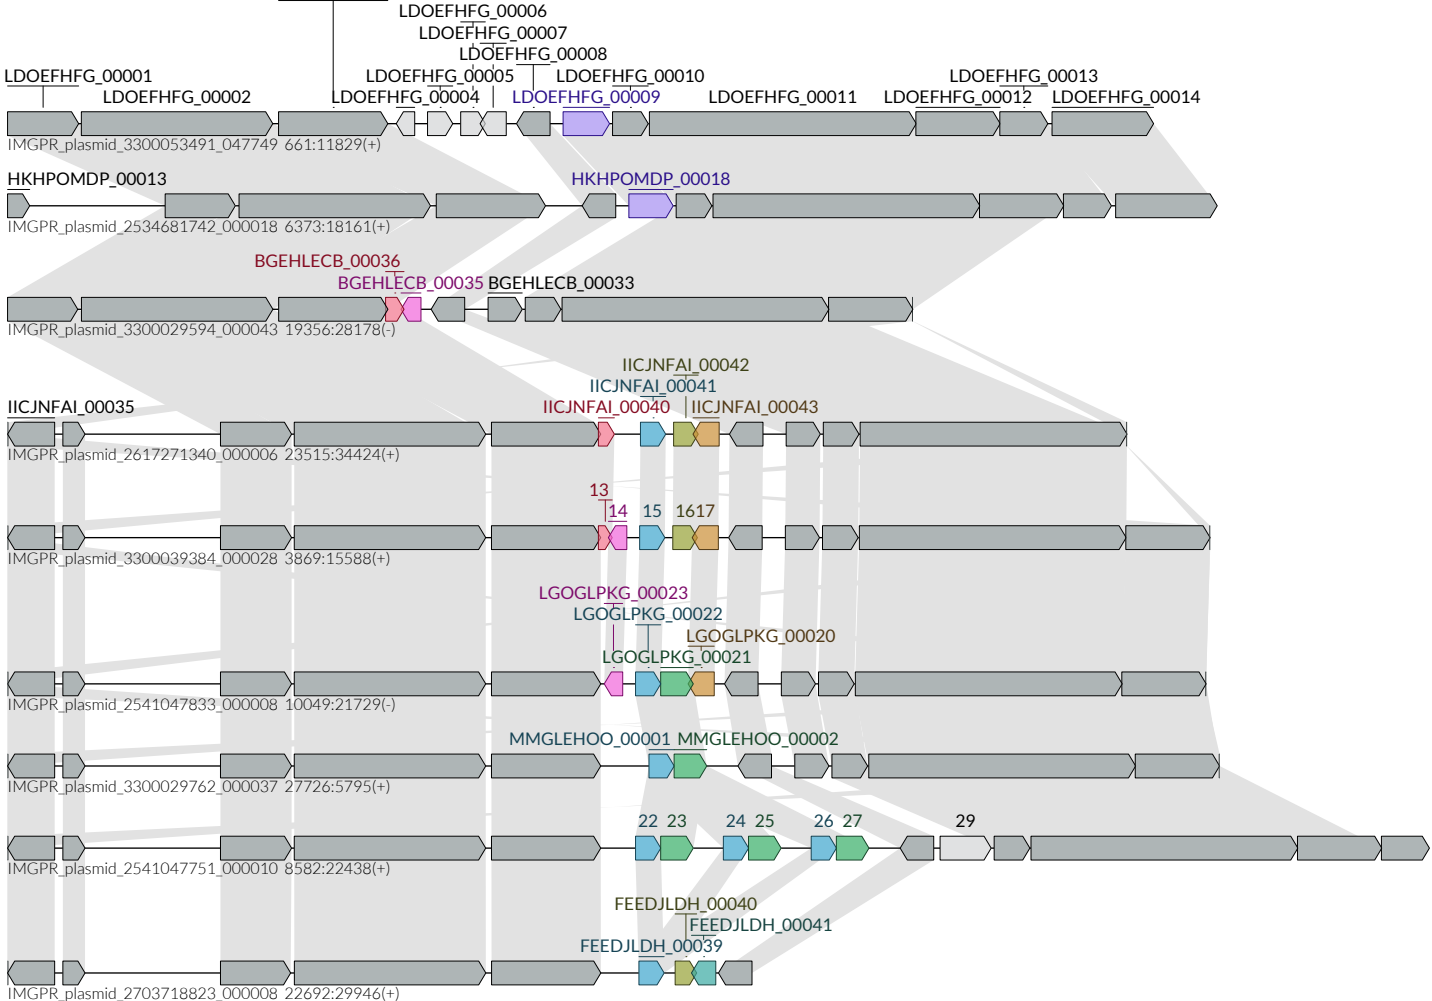 LDOEFHFG_00006
LDOEFHFG_00007
LDOEFHFG_00008
LDOEFHFG_00001 LDOEFHFG_00005 LDOEFHFG_00010 LDOEFHFG_00013
LDOEFHFG_00002 LDOEFHFG_00004 LDOEFHFG_00009 LDOEFHFG_00011 LDOEFHFG_00012 LDOEFHFG_00014
IMGPR_plasmid_3300053491_047749 661:11829(+)
HKHPOMDP_00013 HKHPOMDP_00018
IMGPR_plasmid_2534681742_000018 6373:18161(+)
BGEHLECB_00036
BGEHLECB_00035 BGEHLECB_00033
IMGPR_plasmid_3300029594_000043 19356:28178(-)
IICJNFAI_00042
IICJNFAI_00041
IICJNFAI_00035 IICJNFAI_00040 IICJNFAI_00043
IMGPR_plasmid_2617271340_000006 23515:34424(+)
13
14 15 16 17
IMGPR_plasmid_3300039384_000028 3869:15588(+)
LGOGLPKG_00023
LGOGLPKG_00022
LGOGLPKG_00020
LGOGLPKG_00021
IMGPR_plasmid_2541047833_000008 10049:21729(-)
MMGLEHOO_00001 MMGLEHOO_00002
IMGPR_plasmid_3300029762_000037 27726:5795(+)
22 23 24 25 26 27 29
IMGPR_plasmid_2541047751_000010 8582:22438(+)
FEEDJLDH_00040
FEEDJLDH_00041
FEEDJLDH_00039
IMGPR_plasmid_2703718823_000008 22692:29946(+)